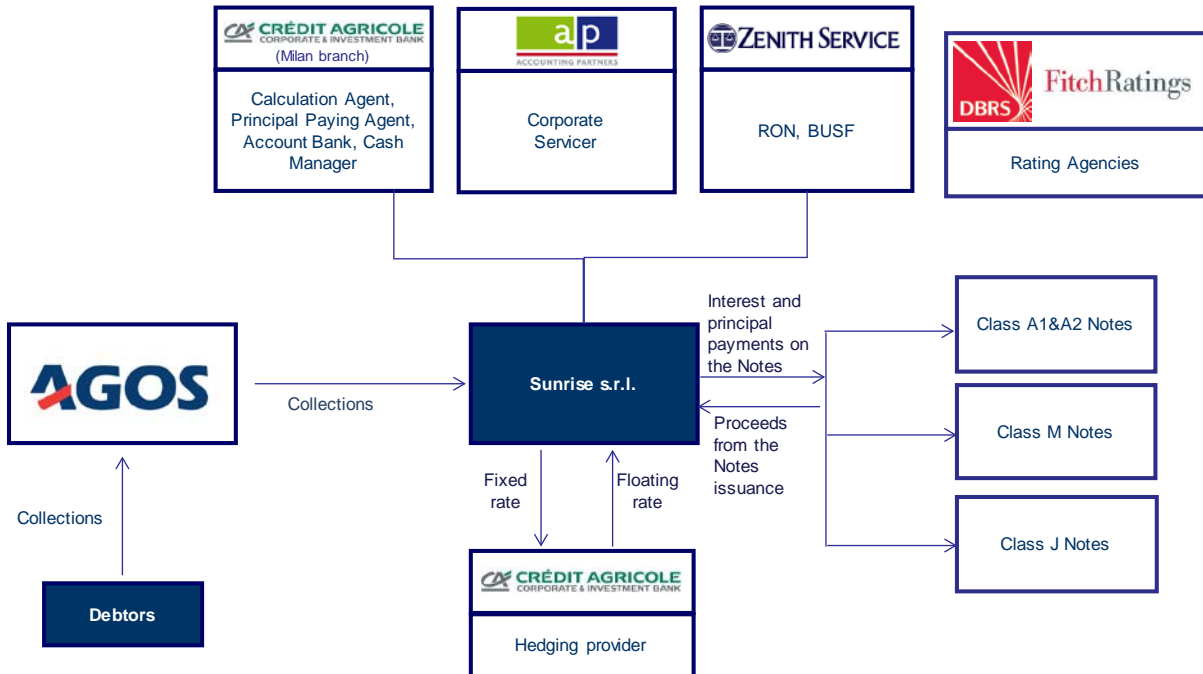 CA CRÉDIT AGRICOLE
CORPORATE & INVESTMENT BANK
(Milan branch)
Calculation Agent,
Principal Paying Agent,
Account Bank, Cash
Manager
a p
ACCOUNTING PARTNERS
Corporate
Servicer
ZENITH SERVICE
RON, BUSF
DBRS
FitchRatings
Rating Agencies
AGOS
Collections
Sunrise s.r.l.
Interest and
principal
payments on
the Notes
Proceeds
from the
Notes
issuance
Class A1&A2 Notes
Class M Notes
Class J Notes
Fixed
rate
Floating
rate
Collections
Debtors
CA CRÉDIT AGRICOLE
CORPORATE & INVESTMENT BANK
Hedging provider